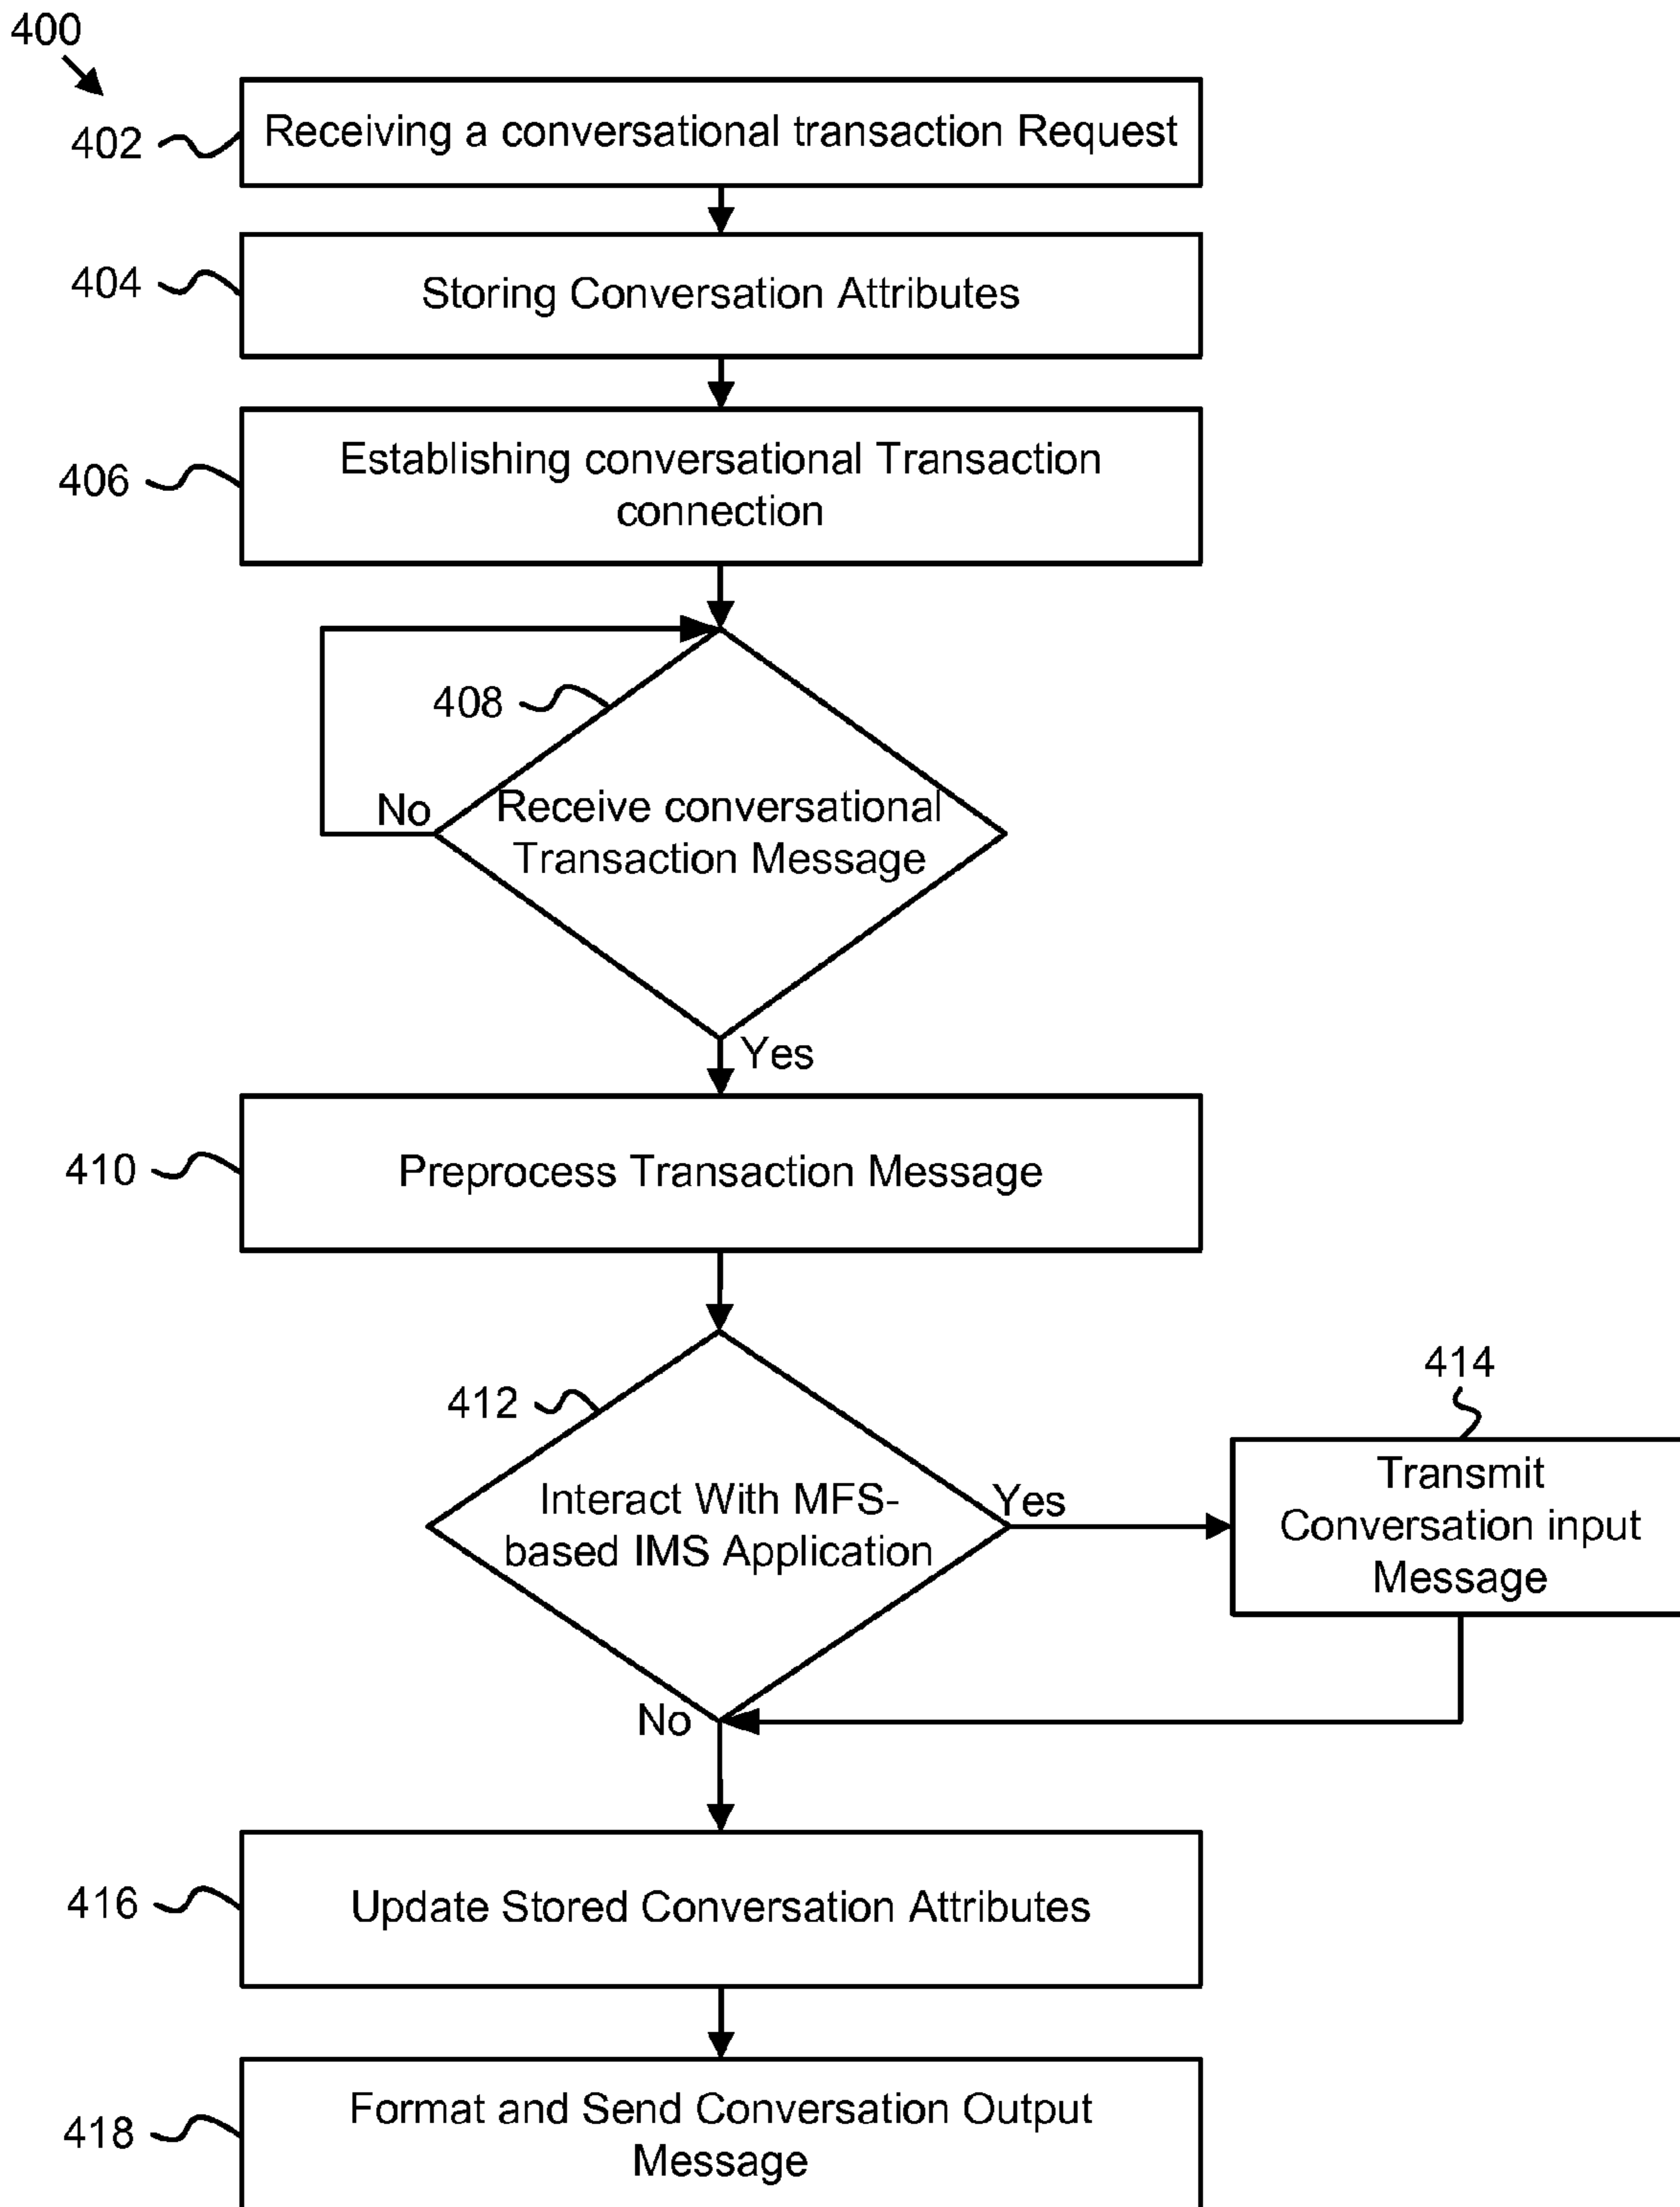 400
402
Receiving a conversational transaction Request
404
Storing Conversation Attributes
406
Establishing conversational Transaction
connection
408
No
Receive conversational
Transaction Message
Yes
410
Preprocess Transaction Message
412
Interact With MFS-
based IMS Application
Yes
414
Transmit
Conversation input
Message
No
416
Update Stored Conversation Attributes
418
Format and Send Conversation Output
Message